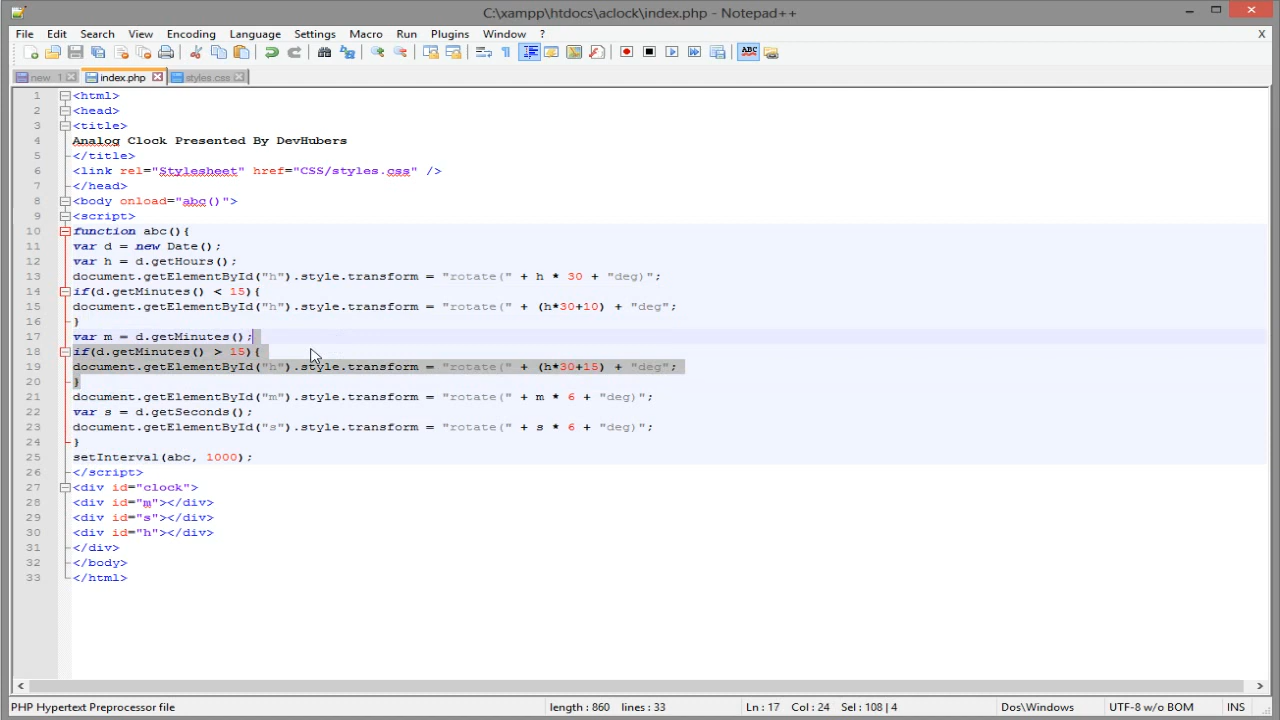 C:\xampp\htdocs\aclock\index.php - Notepad++
File Edit Search View Encoding Language Settings Macro Run Plugins Window ? X
new 1 index.php styles.css
1 <html>
2 <head>
3 <title>
4 Analog Clock Presented By DevHubers
5 </title>
6 <link rel="Stylesheet" href="CSS/styles.css" />
7 </head>
8 <body onload="abc()">
9 <script>
10 function abc(){
11 var d = new Date();
12 var h = d.getHours();
13 document.getElementById("h").style.transform = "rotate(" + h * 30 + "deg)";
14 if(d.getMinutes() < 15){
15 document.getElementById("h").style.transform = "rotate(" + (h*30+10) + "deg";
16 }
17 var m = d.getMinutes();
18 if(d.getMinutes() > 15){
19 document.getElementById("h").style.transform = "rotate(" + (h*30+15) + "deg";
20 }
21 document.getElementById("m").style.transform = "rotate(" + m * 6 + "deg)";
22 var s = d.getSeconds();
23 document.getElementById("s").style.transform = "rotate(" + s * 6 + "deg)";
24 }
25 setInterval(abc, 1000);
26 </script>
27 <div id="clock">
28 <div id="m"></div>
29 <div id="s"></div>
30 <div id="h"></div>
31 </div>
32 </body>
33 </html>
PHP Hypertext Preprocessor file length : 860 lines : 33 Ln : 17 Col : 24 Sel : 108 | 4 Dos\Windows UTF-8 w/o BOM INS